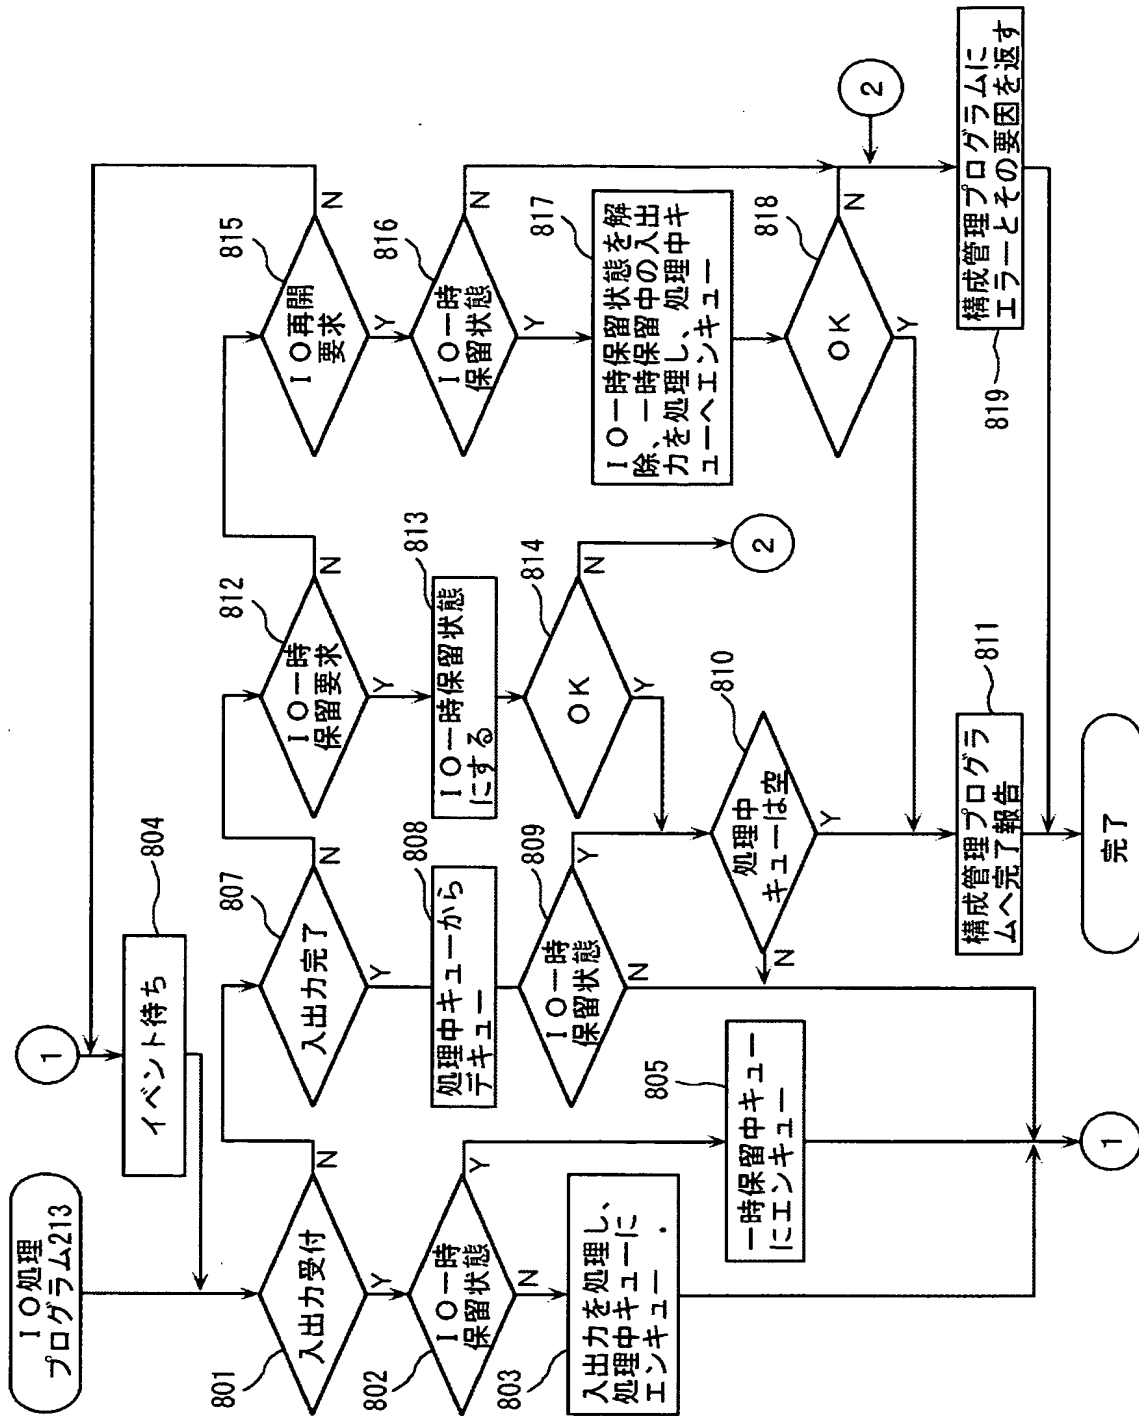 IO処理
プログラム213
1
イベント待ち
804
801
入出力受付
N
Y
802
IO一時
保留状態
Y
N
803
入出力を処理し、
処理中キューに
エンキュー
805
一時保留中キュー
にエンキュー
1
807
入出力完了
N
Y
808
処理中キューから
デキュー
809
IO一時
保留状態
Y
N
810
処理中
キューは空
N
Y
811
構成管理プログラ
ムへ完了報告
完了
812
IO一時
保留要求
N
Y
813
IO一時保留状態
にする
814
OK
N
Y
2
815
IO再開
要求
N
Y
816
IO一時
保留状態
N
Y
817
IO一時保留状態を解
除、一時保留中の入出
力を処理し、処理中キ
ューへエンキュー
818
OK
N
Y
2
819
構成管理プログラムに
エラーとその要因を返す